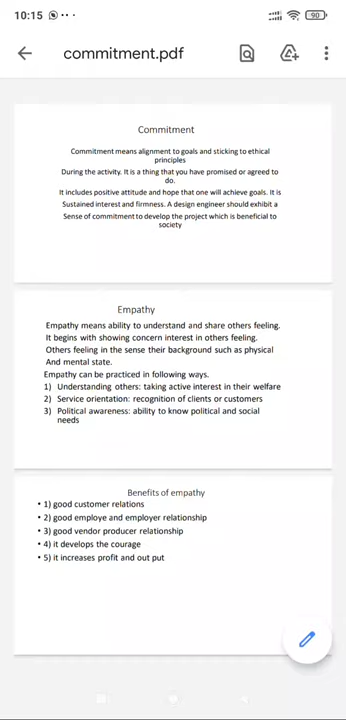 10:15
90
commitment.pdf
Commitment
Commitment means alignment to goals and sticking to ethical
principles
During the activity. It is a thing that you have promised or agreed to
do.
It includes positive attitude and hope that one will achieve goals. It is
Sustained interest and firmness. A design engineer should exhibit a
Sense of commitment to develop the project which is beneficial to
society
Empathy
Empathy means ability to understand and share others feeling.
It begins with showing concern interest in others feeling.
Others feeling in the sense their background such as physical
And mental state.
Empathy can be practiced in following ways.
1) Understanding others: taking active interest in their welfare
2) Service orientation: recognition of clients or customers
3) Political awareness: ability to know political and social
needs
Benefits of empathy
• 1) good customer relations
• 2) good employe and employer relationship
• 3) good vendor producer relationship
• 4) it develops the courage
• 5) it increases profit and out put